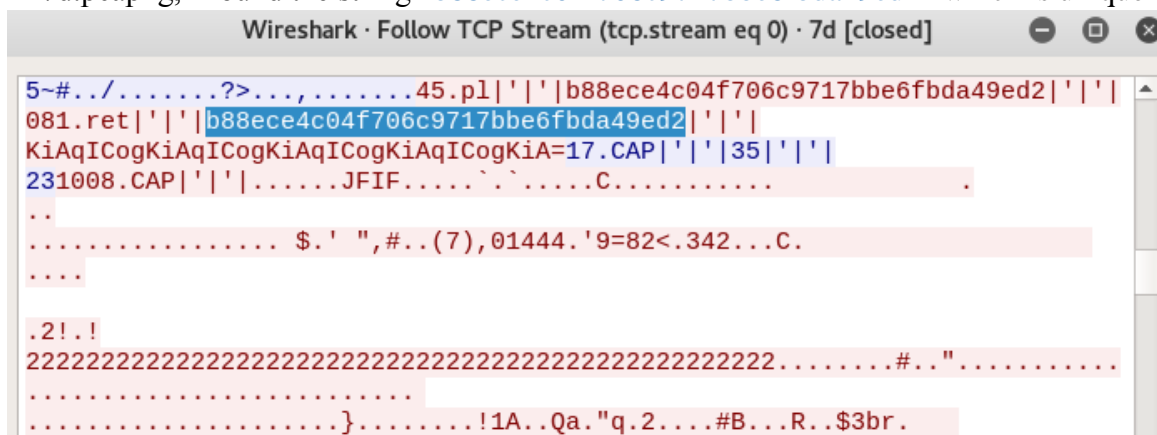 Wireshark · Follow TCP Stream (tcp.stream eq 0) · 7d [closed]
5~#../.......?>...,.......45.pl|'|'|b88ece4c04f706c9717bbe6fbda49ed2|'|'|
081.ret|'|'|b88ece4c04f706c9717bbe6fbda49ed2|'|'|
KiAqICogKiAqICogKiAqICogKiAqICogKiA=17.CAP|'|'|35|'|'|
231008.CAP|'|'|......JFIF.....`.`.....C........... .
..
................. $.' ",#..(7),01444.'9=82<.342...C.
....
.2!.!
22222222222222222222222222222222222222222222222222........#.."............
..........................
.....................}........!1A..Qa."q.2....#B...R..$3br.